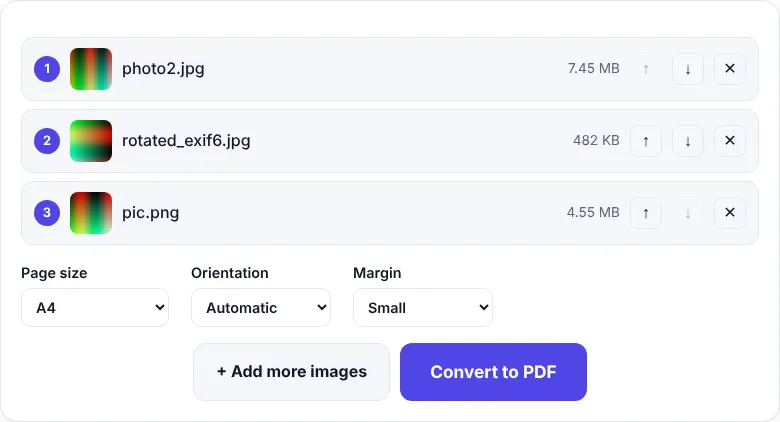 1 photo2.jpg 7.45 MB ↑ ↓ ✕
2 rotated_exif6.jpg 482 KB ↑ ↓ ✕
3 pic.png 4.55 MB ↑ ↓ ✕
Page size Orientation Margin
A4 Automatic Small
+ Add more images Convert to PDF